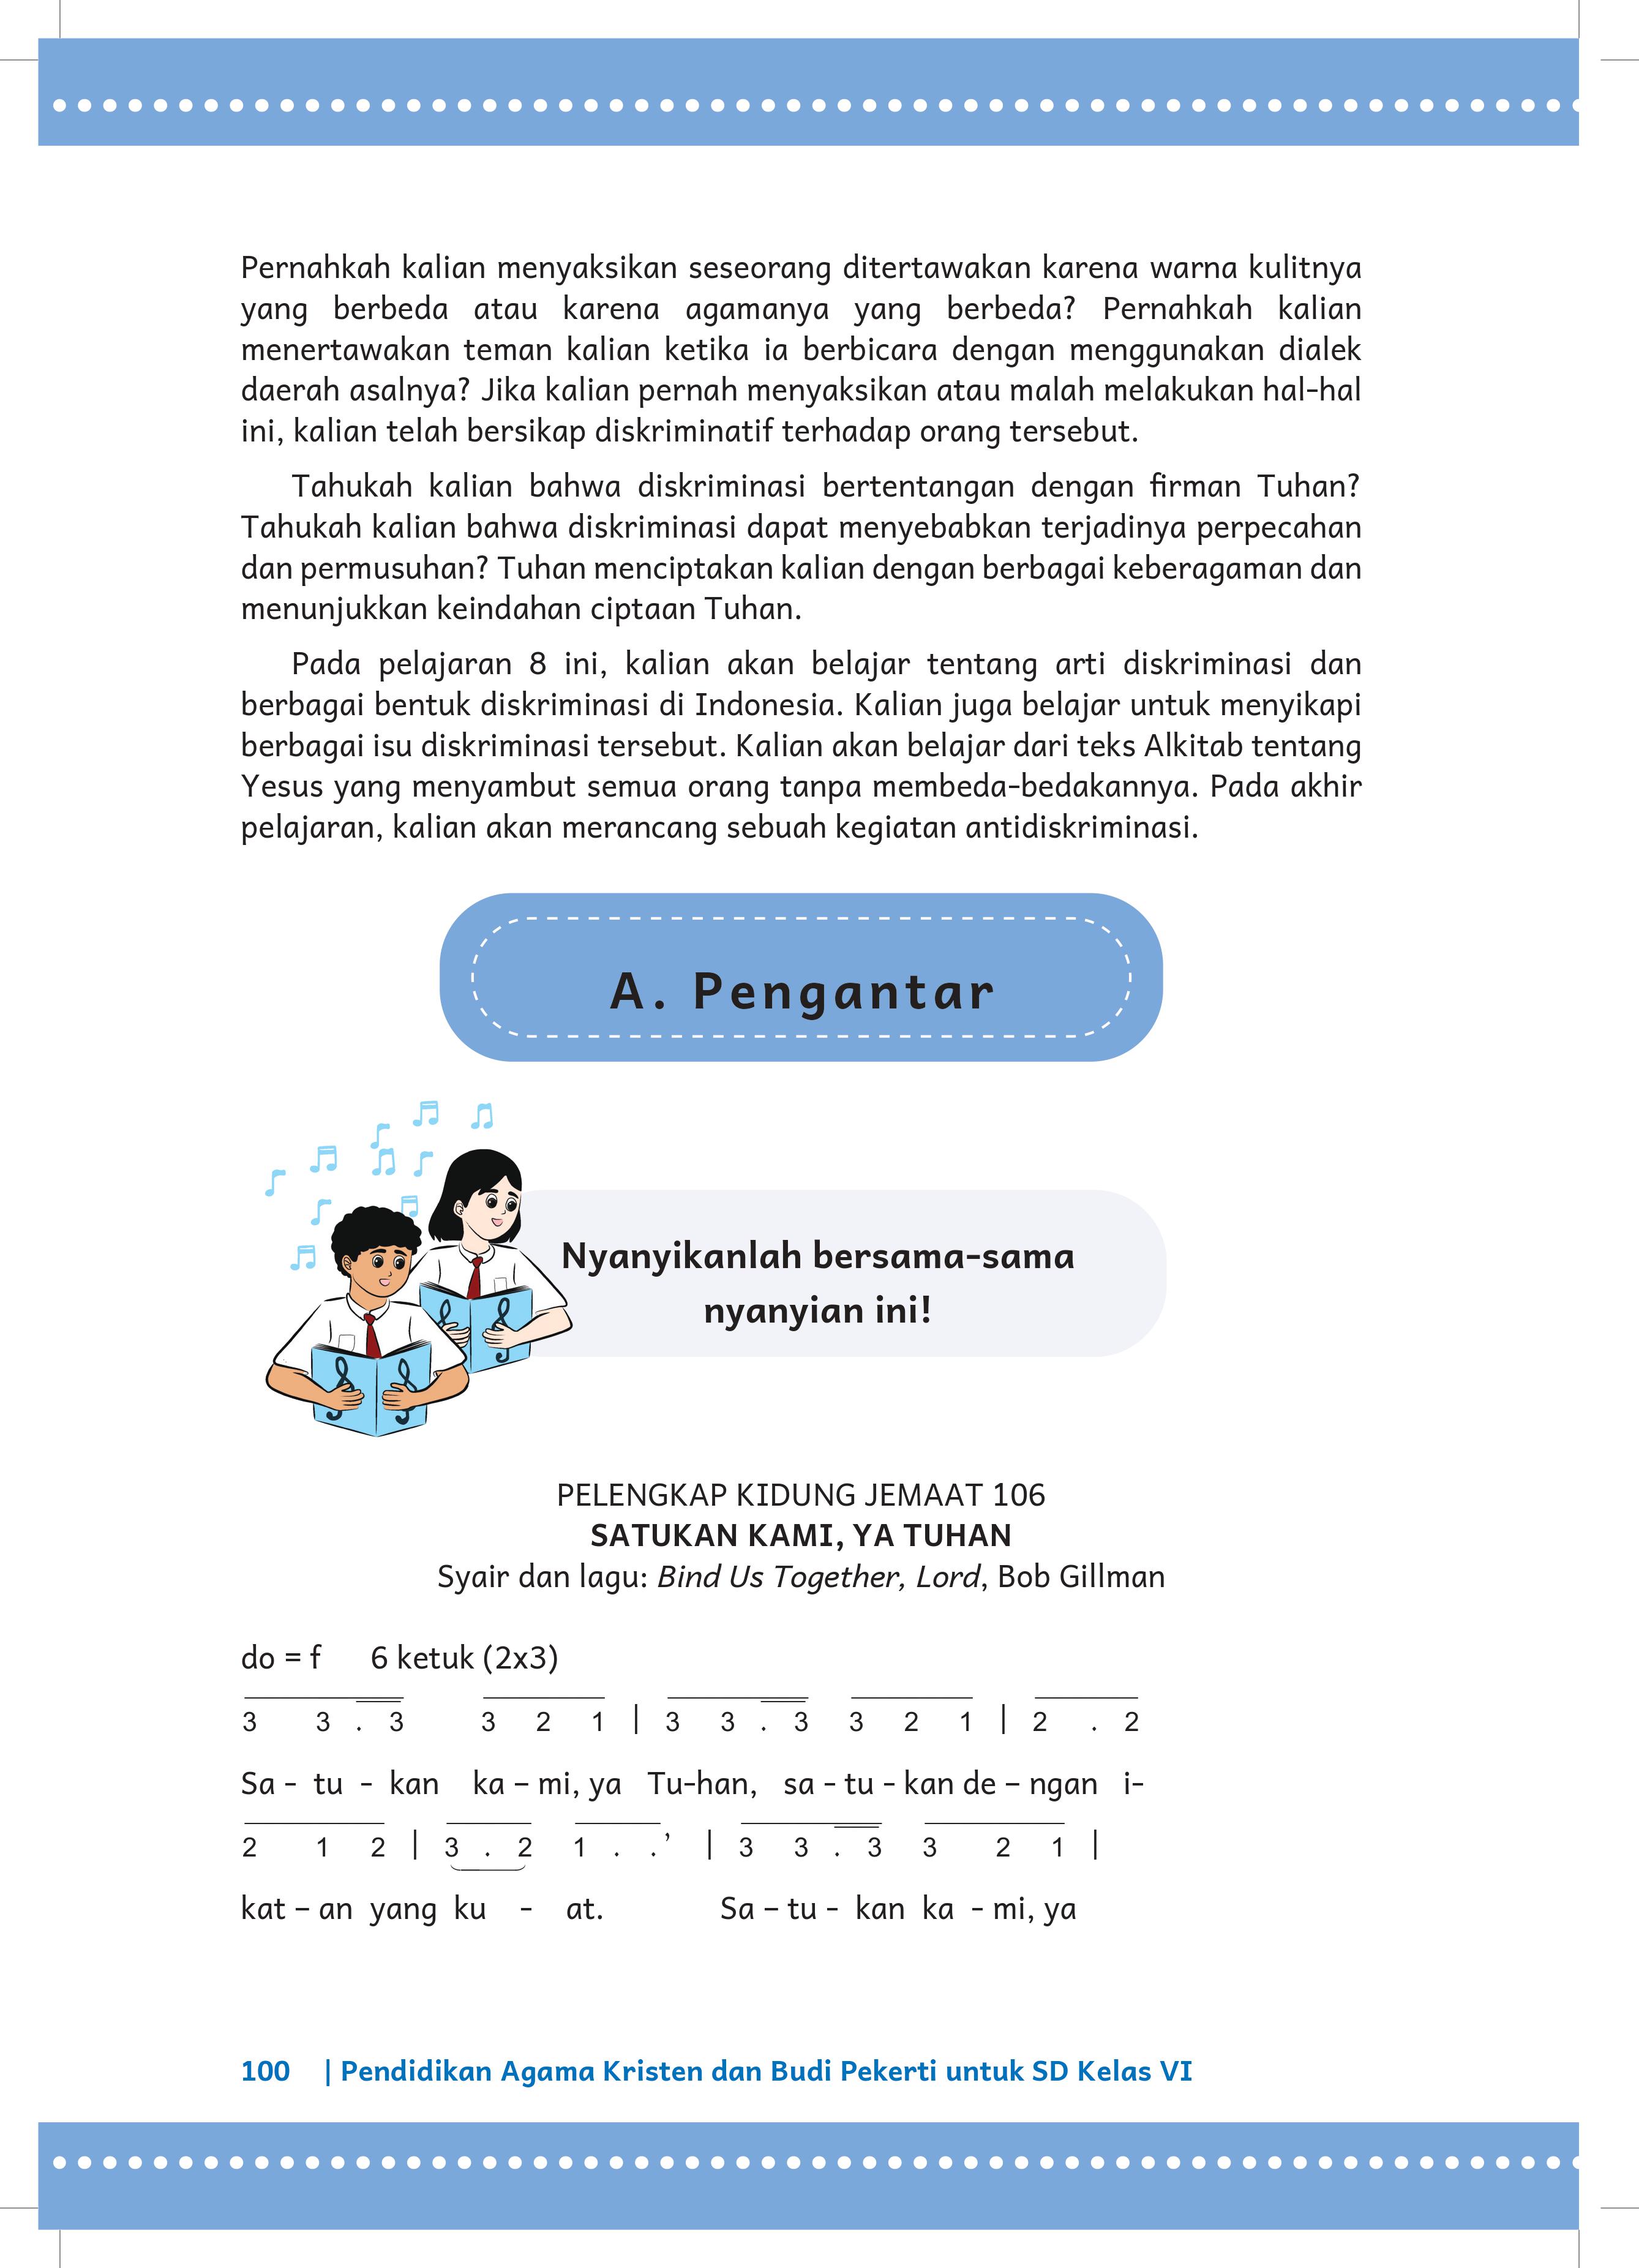 Pernahkah kalian menyaksikan seseorang ditertawakan karena warna kulitnya
yang berbeda atau karena agamanya yang berbeda? Pernahkah kalian
menertawakan teman kalian ketika ia berbicara dengan menggunakan dialek
daerah asalnya? Jika kalian pernah menyaksikan atau malah melakukan hal-hal
ini, kalian telah bersikap diskriminatif terhadap orang tersebut.
Tahukah kalian bahwa diskriminasi bertentangan dengan firman Tuhan?
Tahukah kalian bahwa diskriminasi dapat menyebabkan terjadinya perpecahan
dan permusuhan? Tuhan menciptakan kalian dengan berbagai keberagaman dan
menunjukkan keindahan ciptaan Tuhan.
Pada pelajaran 8 ini, kalian akan belajar tentang arti diskriminasi dan
berbagai bentuk diskriminasi di Indonesia. Kalian juga belajar untuk menyikapi
berbagai isu diskriminasi tersebut. Kalian akan belajar dari teks Alkitab tentang
Yesus yang menyambut semua orang tanpa membeda-bedakannya. Pada akhir
pelajaran, kalian akan merancang sebuah kegiatan antidiskriminasi.
A. Pengantar
Nyanyikanlah bersama-sama
nyanyian ini!
PELENGKAP KIDUNG JEMAAT 106
SATUKAN KAMI, YA TUHAN
Syair dan lagu: Bind Us Together, Lord, Bob Gillman
do = f 6 ketuk (2x3)
3 3 . 3 3 2 1 | 3 3 . 3 3 2 1 | 2 . 2
Sa - tu - kan ka – mi, ya Tu-han, sa - tu - kan de – ngan i-
2 1 2 | 3 . 2 1 . . ’ | 3 3 . 3 3 2 1 |
kat – an yang ku - at. Sa – tu - kan ka - mi, ya
100 | Pendidikan Agama Kristen dan Budi Pekerti untuk SD Kelas VI